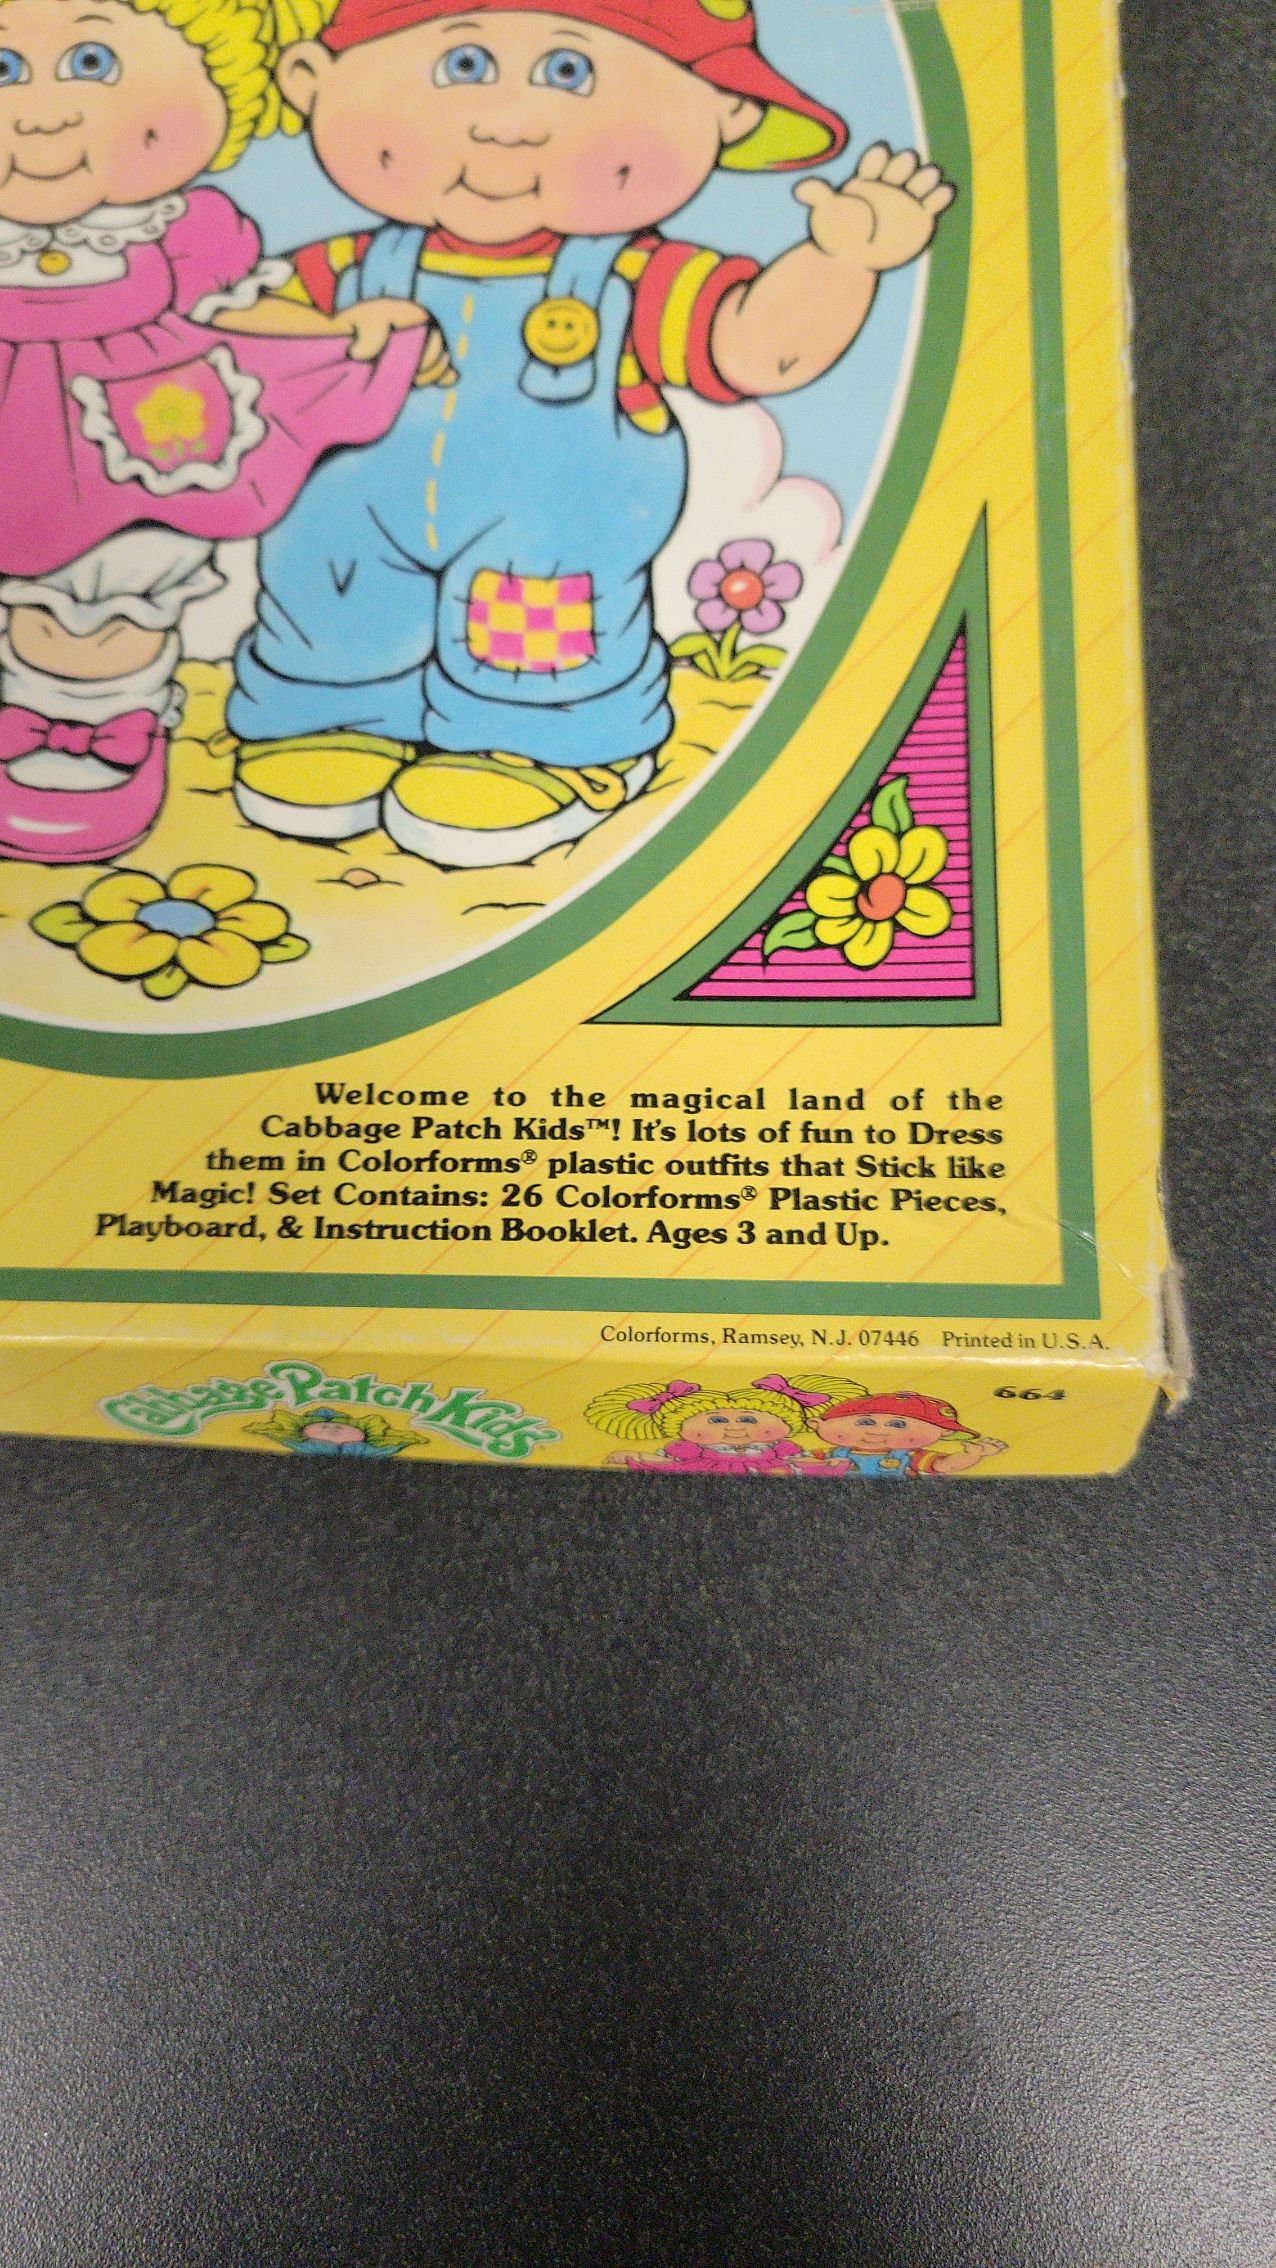 Welcome to the magical land of the
Cabbage Patch Kids™! It's lots of fun to Dress
them in Colorforms® plastic outfits that Stick like
Magic! Set Contains: 26 Colorforms® Plastic Pieces,
Playboard, & Instruction Booklet. Ages 3 and Up.
Colorforms, Ramsey, N.J. 07446 Printed in U.S.A.
Cabbage Patch Kids
664